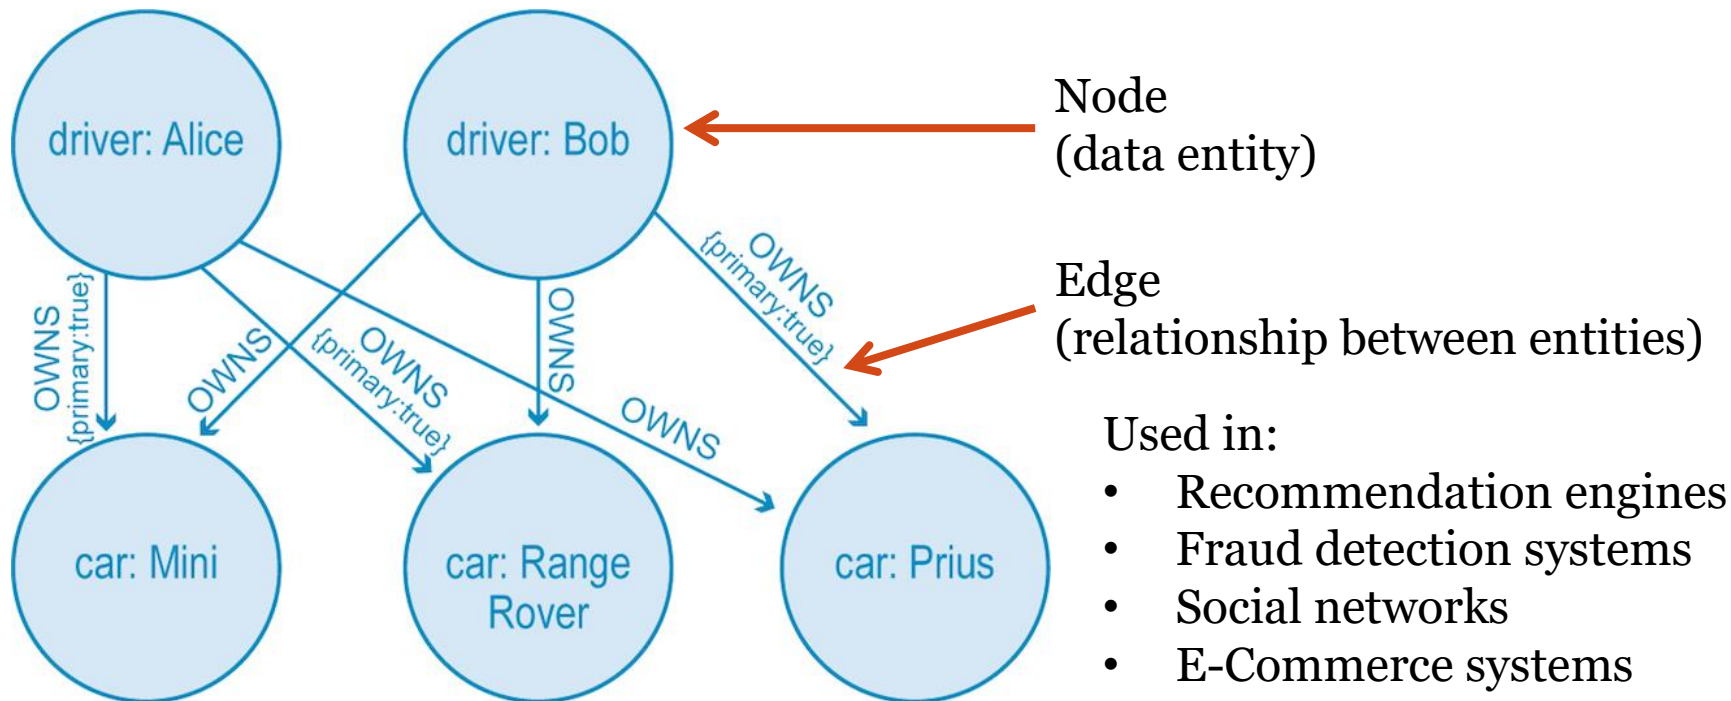 driver: Alice
driver: Bob
Node
(data entity)
OWNS
{primary:true}
OWNS
OWNS
{primary:true}
OWNS
OWNS
OWNS
{primary:true}
Edge
(relationship between entities)
car: Mini
car: Range
Rover
car: Prius
Used in:
• Recommendation engines
• Fraud detection systems
• Social networks
• E-Commerce systems